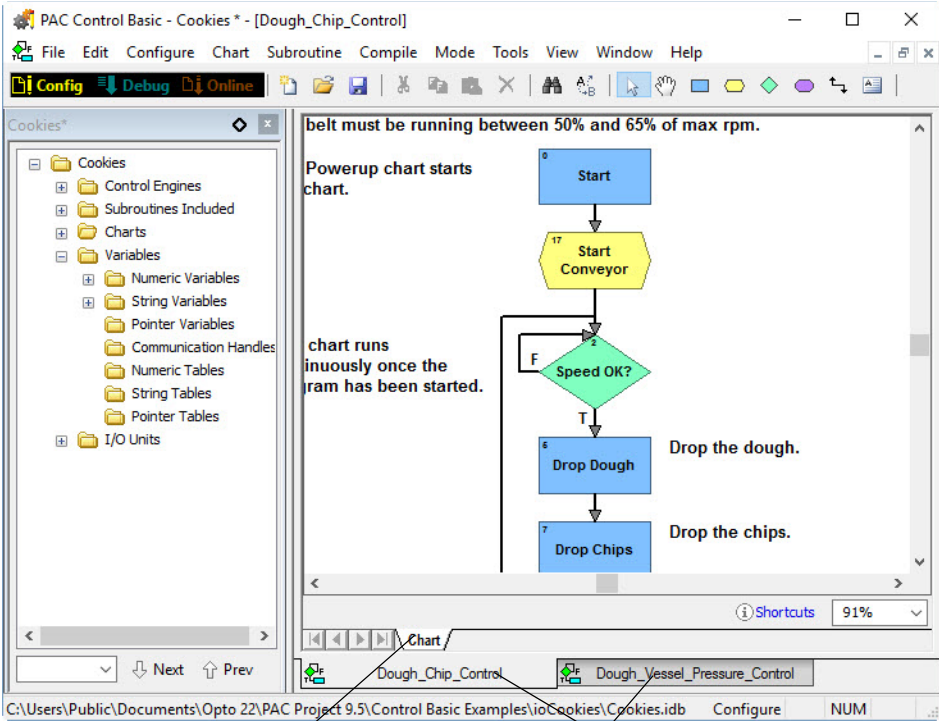 PAC Control Basic - Cookies * - [Dough_Chip_Control]
File Edit Configure Chart Subroutine Compile Mode Tools View Window Help
Config Debug Online
Cookies*
Cookies
Control Engines
Subroutines Included
Charts
Variables
Numeric Variables
String Variables
Pointer Variables
Communication Handles
Numeric Tables
String Tables
Pointer Tables
I/O Units
Next Prev
belt must be running between 50% and 65% of max rpm.
Powerup chart starts
chart.
0
Start
17
Start
Conveyor
chart runs
inuously once the
ram has been started.
2
F
Speed OK?
T
6
Drop Dough
Drop the dough.
7
Drop Chips
Drop the chips.
Shortcuts 91%
Chart
Dough_Chip_Control Dough_Vessel_Pressure_Control
C:\Users\Public\Documents\Opto 22\PAC Project 9.5\Control Basic Examples\ioCookies\Cookies.idb Configure NUM